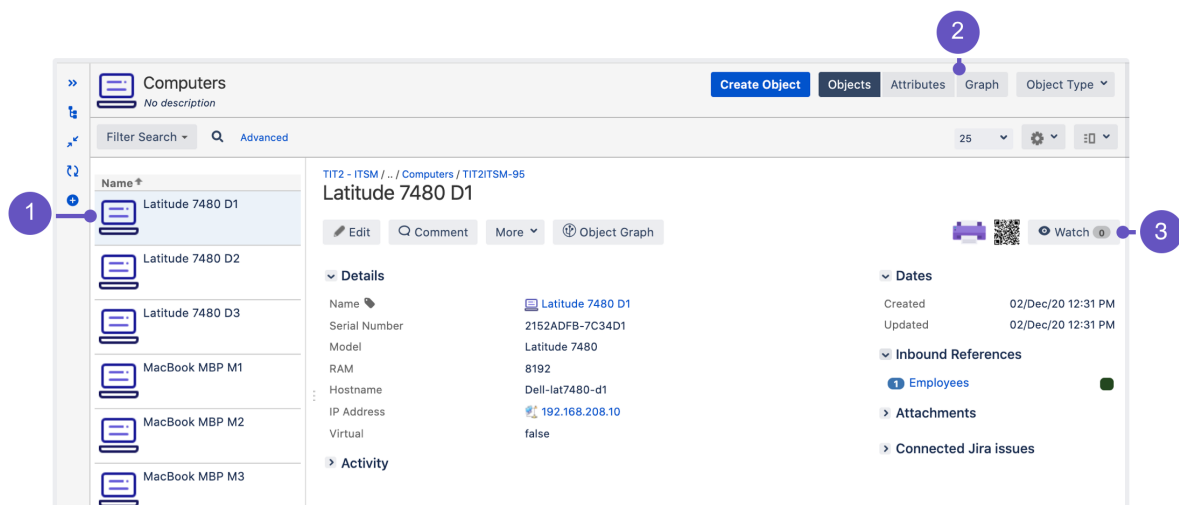 2
Computers
No description
Create Object Objects Attributes Graph Object Type
Filter Search Advanced 25
Name
1
Latitude 7480 D1
Latitude 7480 D2
Latitude 7480 D3
MacBook MBP M1
MacBook MBP M2
MacBook MBP M3
TIT2 - ITSM / .. / Computers / TIT2ITSM-95
Latitude 7480 D1
Edit Comment More Object Graph Watch 0
3
Details
Name Latitude 7480 D1
Serial Number 2152ADFB-7C34D1
Model Latitude 7480
RAM 8192
Hostname Dell-lat7480-d1
IP Address 192.168.208.10
Virtual false
Activity
Dates
Created 02/Dec/20 12:31 PM
Updated 02/Dec/20 12:31 PM
Inbound References
1 Employees
Attachments
Connected Jira issues